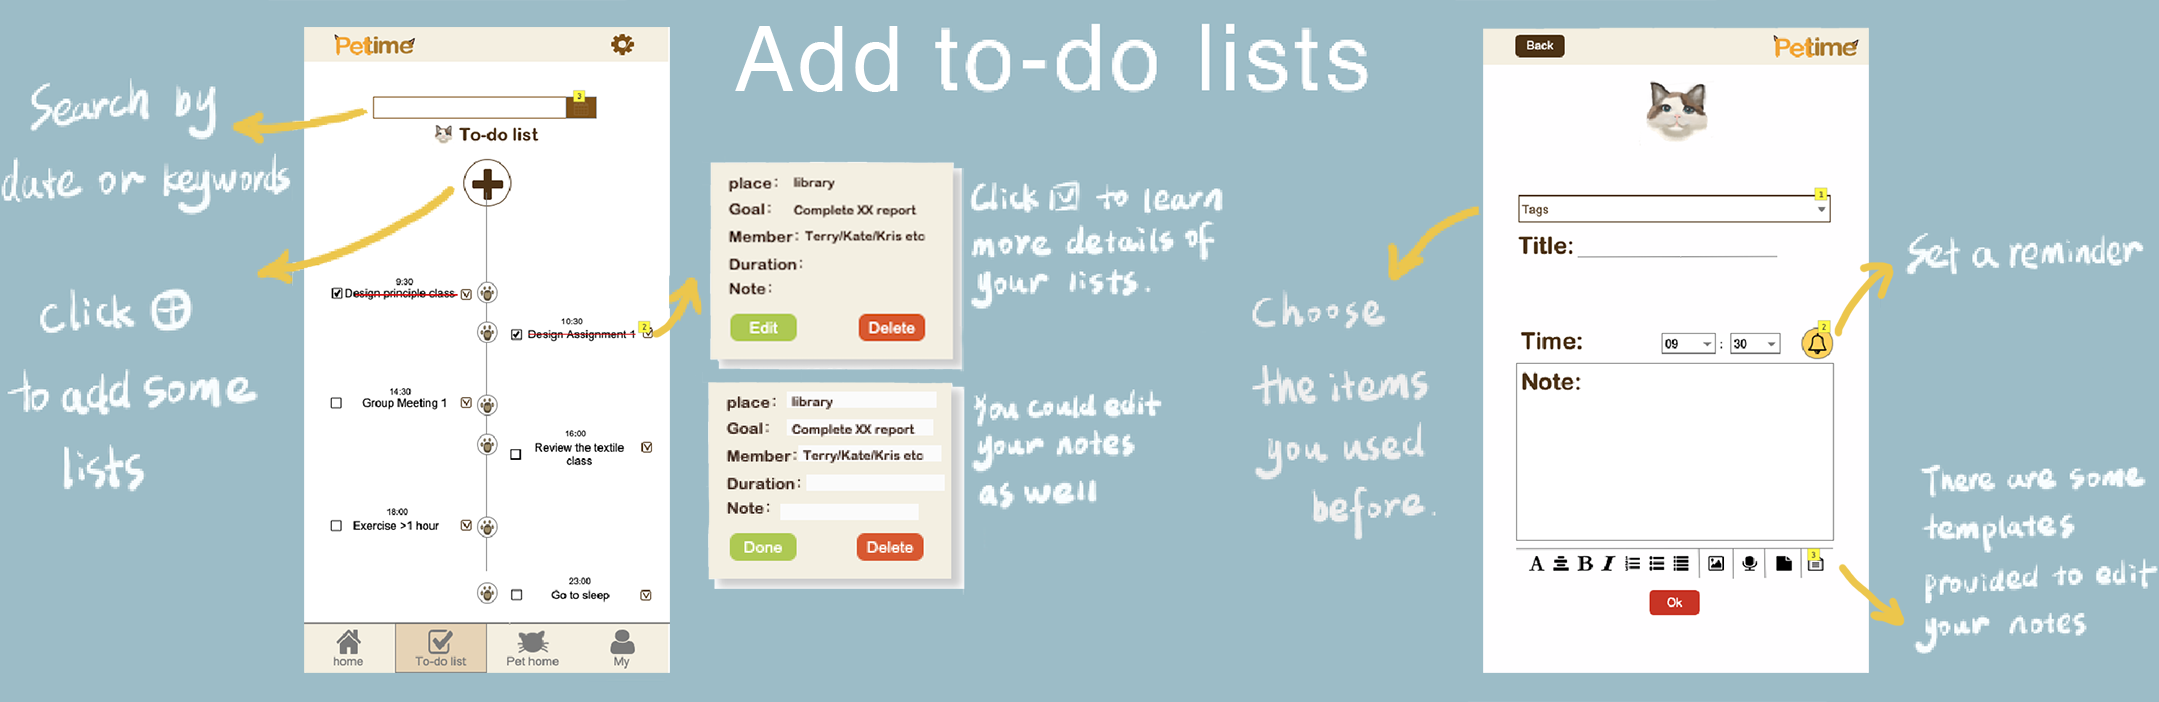 Add to-do lists
Search by
date or keywords
click ⊕
to add some
lists
Petime
3
To-do list
9:30
Design principle class
10:30
Design Assignment 1
2
14:30
Group Meeting 1
16:00
Review the textile
class
18:00
Exercise >1 hour
23:00
Go to sleep
home
To-do list
Pet home
My
place: library
Goal: Complete XX report
Member: Terry/Kate/Kris etc
Duration:
Note:
Edit Delete
place: library
Goal: Complete XX report
Member: Terry/Kate/Kris etc
Duration:
Note:
Done Delete
Click ☑ to learn
more details of
your lists.
You could edit
your notes
as well
Choose
the items
you used
before.
Back
Petime
1
Tags
Title:
Time: 09 : 30
2
Note:
A B I
3
Ok
Set a reminder
There are some
templates
provided to edit
your notes